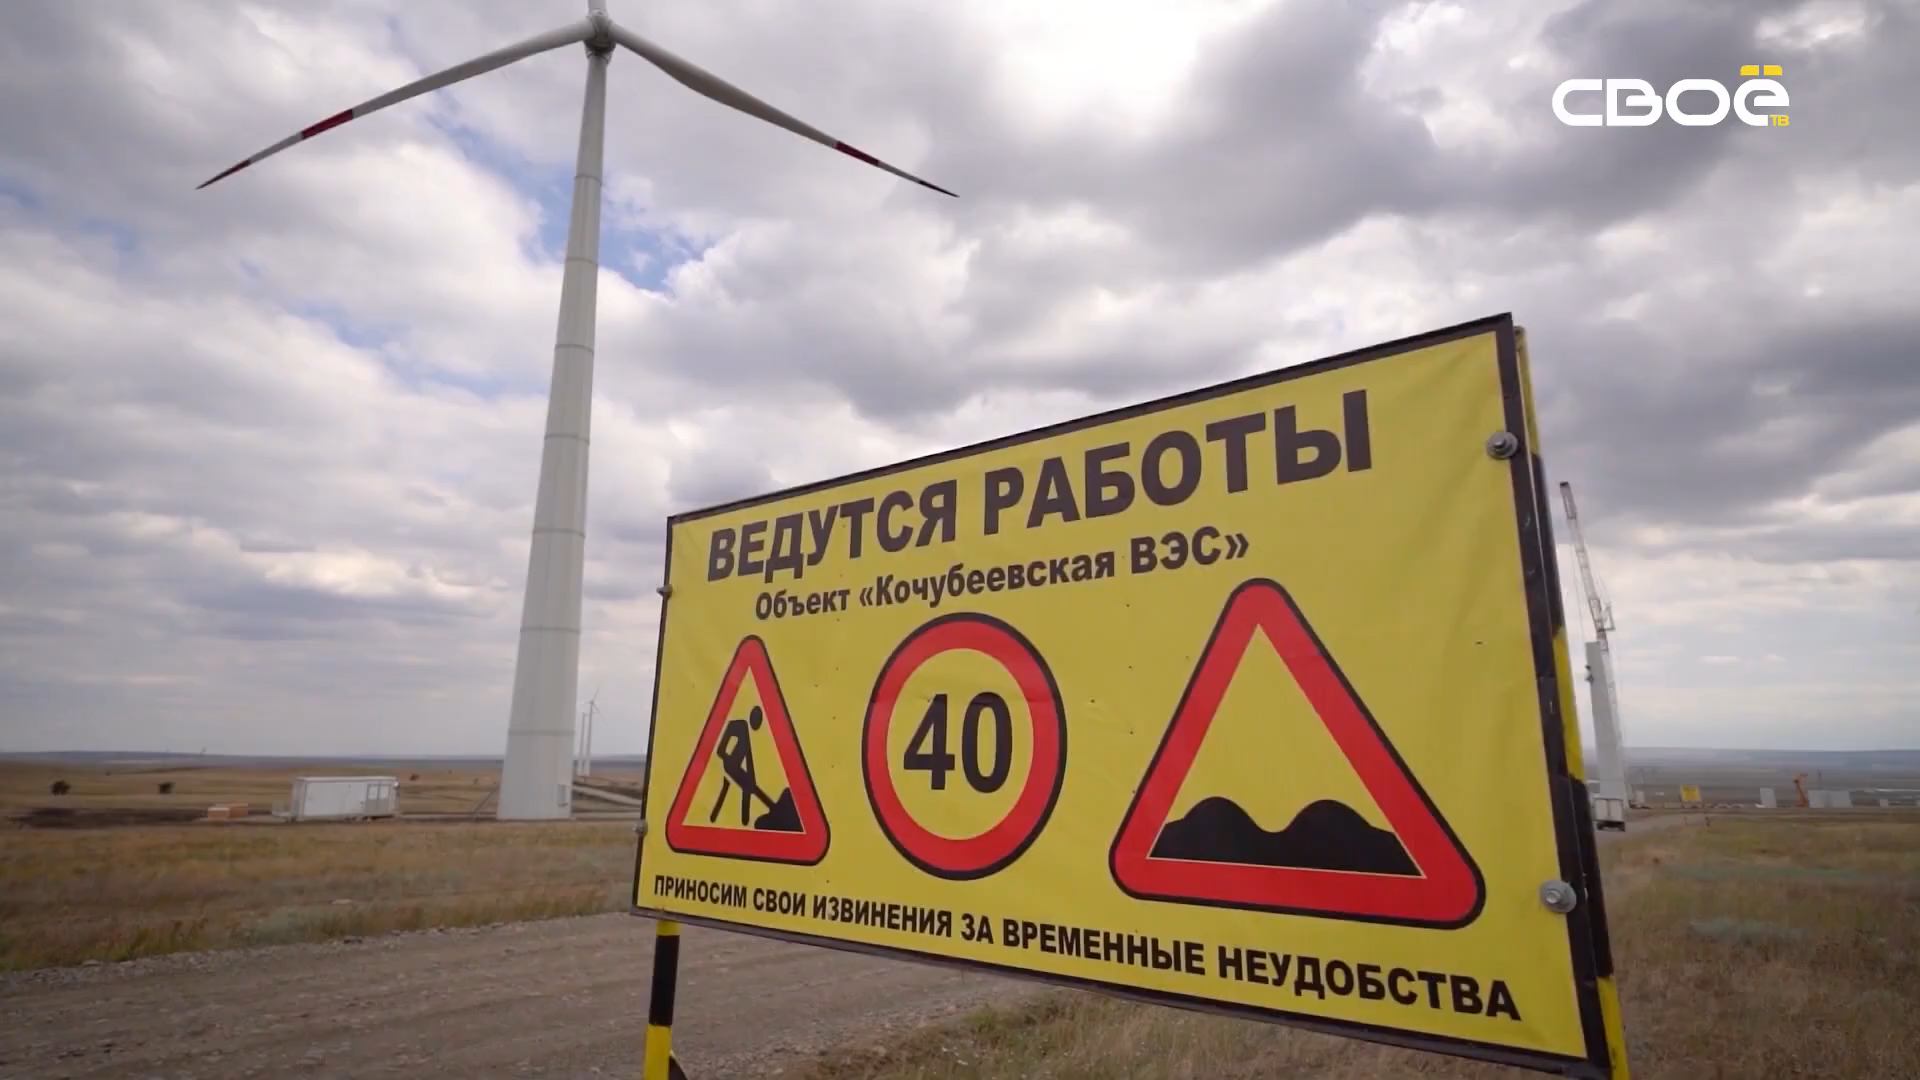 СВОЁ
ТВ
ВЕДУТСЯ РАБОТЫ
Объект «Кочубеевская ВЭС»
40
ПРИНОСИМ СВОИ ИЗВИНЕНИЯ ЗА ВРЕМЕННЫЕ НЕУДОБСТВА